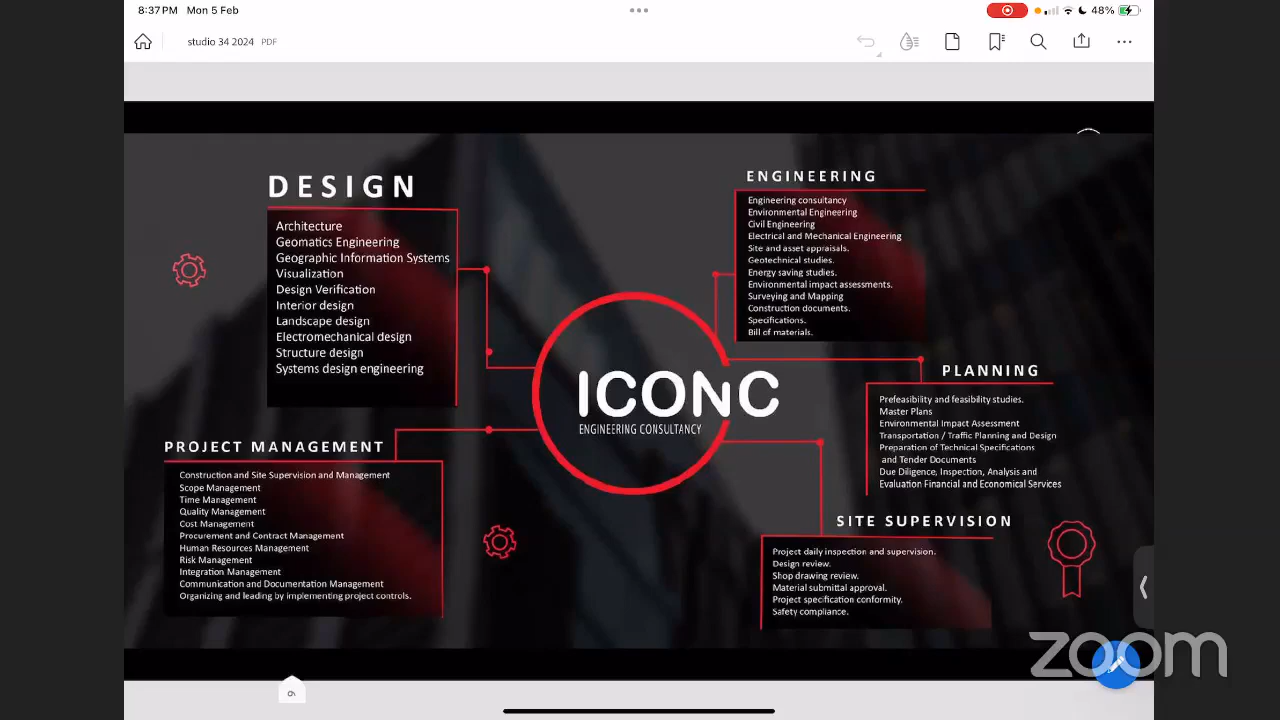 8:37PM Mon 5 Feb
48%
studio 34 2024 PDF
DESIGN
Architecture
Geomatics Engineering
Geographic Information Systems
Visualization
Design Verification
Interior design
Landscape design
Electromechanical design
Structure design
Systems design engineering
ENGINEERING
Engineering consultancy
Environmental Engineering
Civil Engineering
Electrical and Mechanical Engineering
Site and asset appraisals.
Geotechnical studies.
Energy saving studies.
Environmental impact assessments.
Surveying and Mapping
Construction documents.
Specifications.
Bill of materials.
ICONC
ENGINEERING CONSULTANCY
PLANNING
Prefeasibility and feasibility studies.
Master Plans
Environmental Impact Assessment
Transportation / Traffic Planning and Design
Preparation of Technical Specifications
and Tender Documents
Due Diligence, Inspection, Analysis and
Evaluation Financial and Economical Services
PROJECT MANAGEMENT
Construction and Site Supervision and Management
Scope Management
Time Management
Quality Management
Cost Management
Procurement and Contract Management
Human Resources Management
Risk Management
Integration Management
Communication and Documentation Management
Organizing and leading by implementing project controls.
SITE SUPERVISION
Project daily inspection and supervision.
Design review.
Shop drawing review.
Material submittal approval.
Project specification conformity.
Safety compliance.
zoom